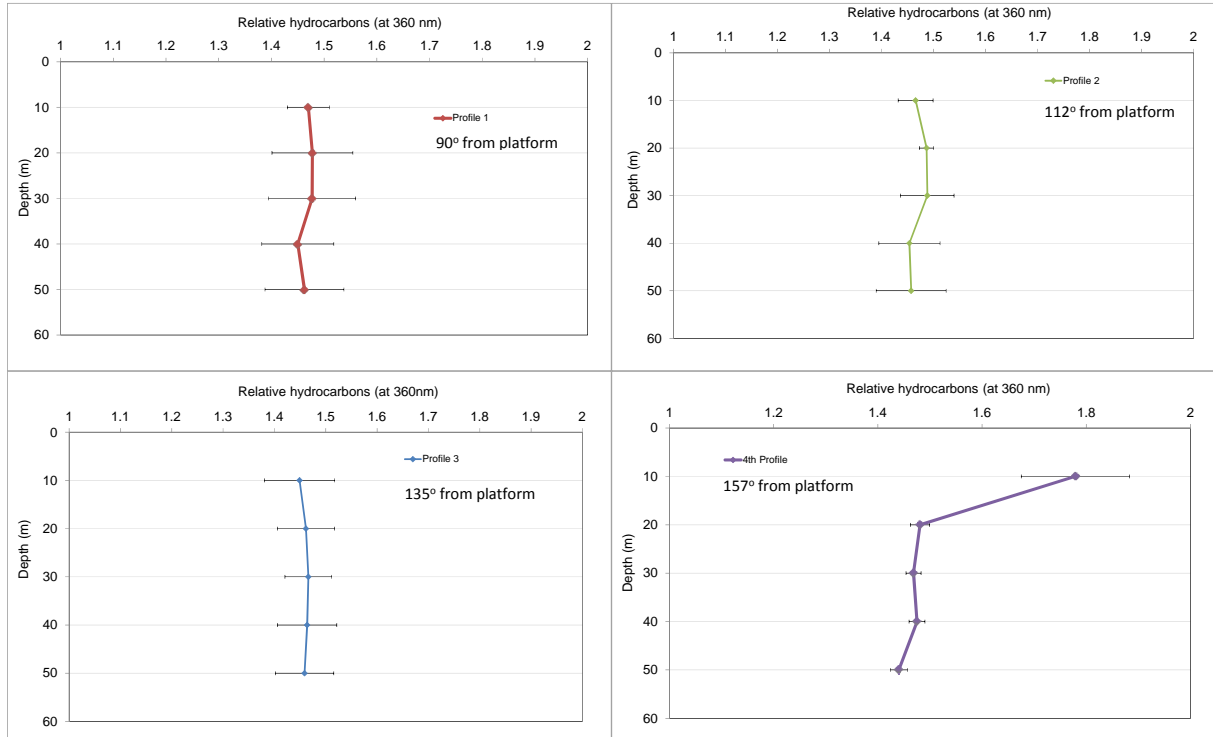 Relative hydrocarbons (at 360 nm)
1 1.1 1.2 1.3 1.4 1.5 1.6 1.7 1.8 1.9 2
0
10
20
30
40
50
60
Depth (m)
Profile 1
90o from platform
Relative hydrocarbons (at 360 nm)
1 1.1 1.2 1.3 1.4 1.5 1.6 1.7 1.8 1.9 2
0
10
20
30
40
50
60
Depth (m)
Profile 2
112o from platform
Relative hydrocarbons (at 360nm)
1 1.1 1.2 1.3 1.4 1.5 1.6 1.7 1.8 1.9 2
0
10
20
30
40
50
60
Depth (m)
Profile 3
135o from platform
Relative hydrocarbons (at 360 nm)
1 1.2 1.4 1.6 1.8 2
0
10
20
30
40
50
60
Depth (m)
4th Profile
157o from platform